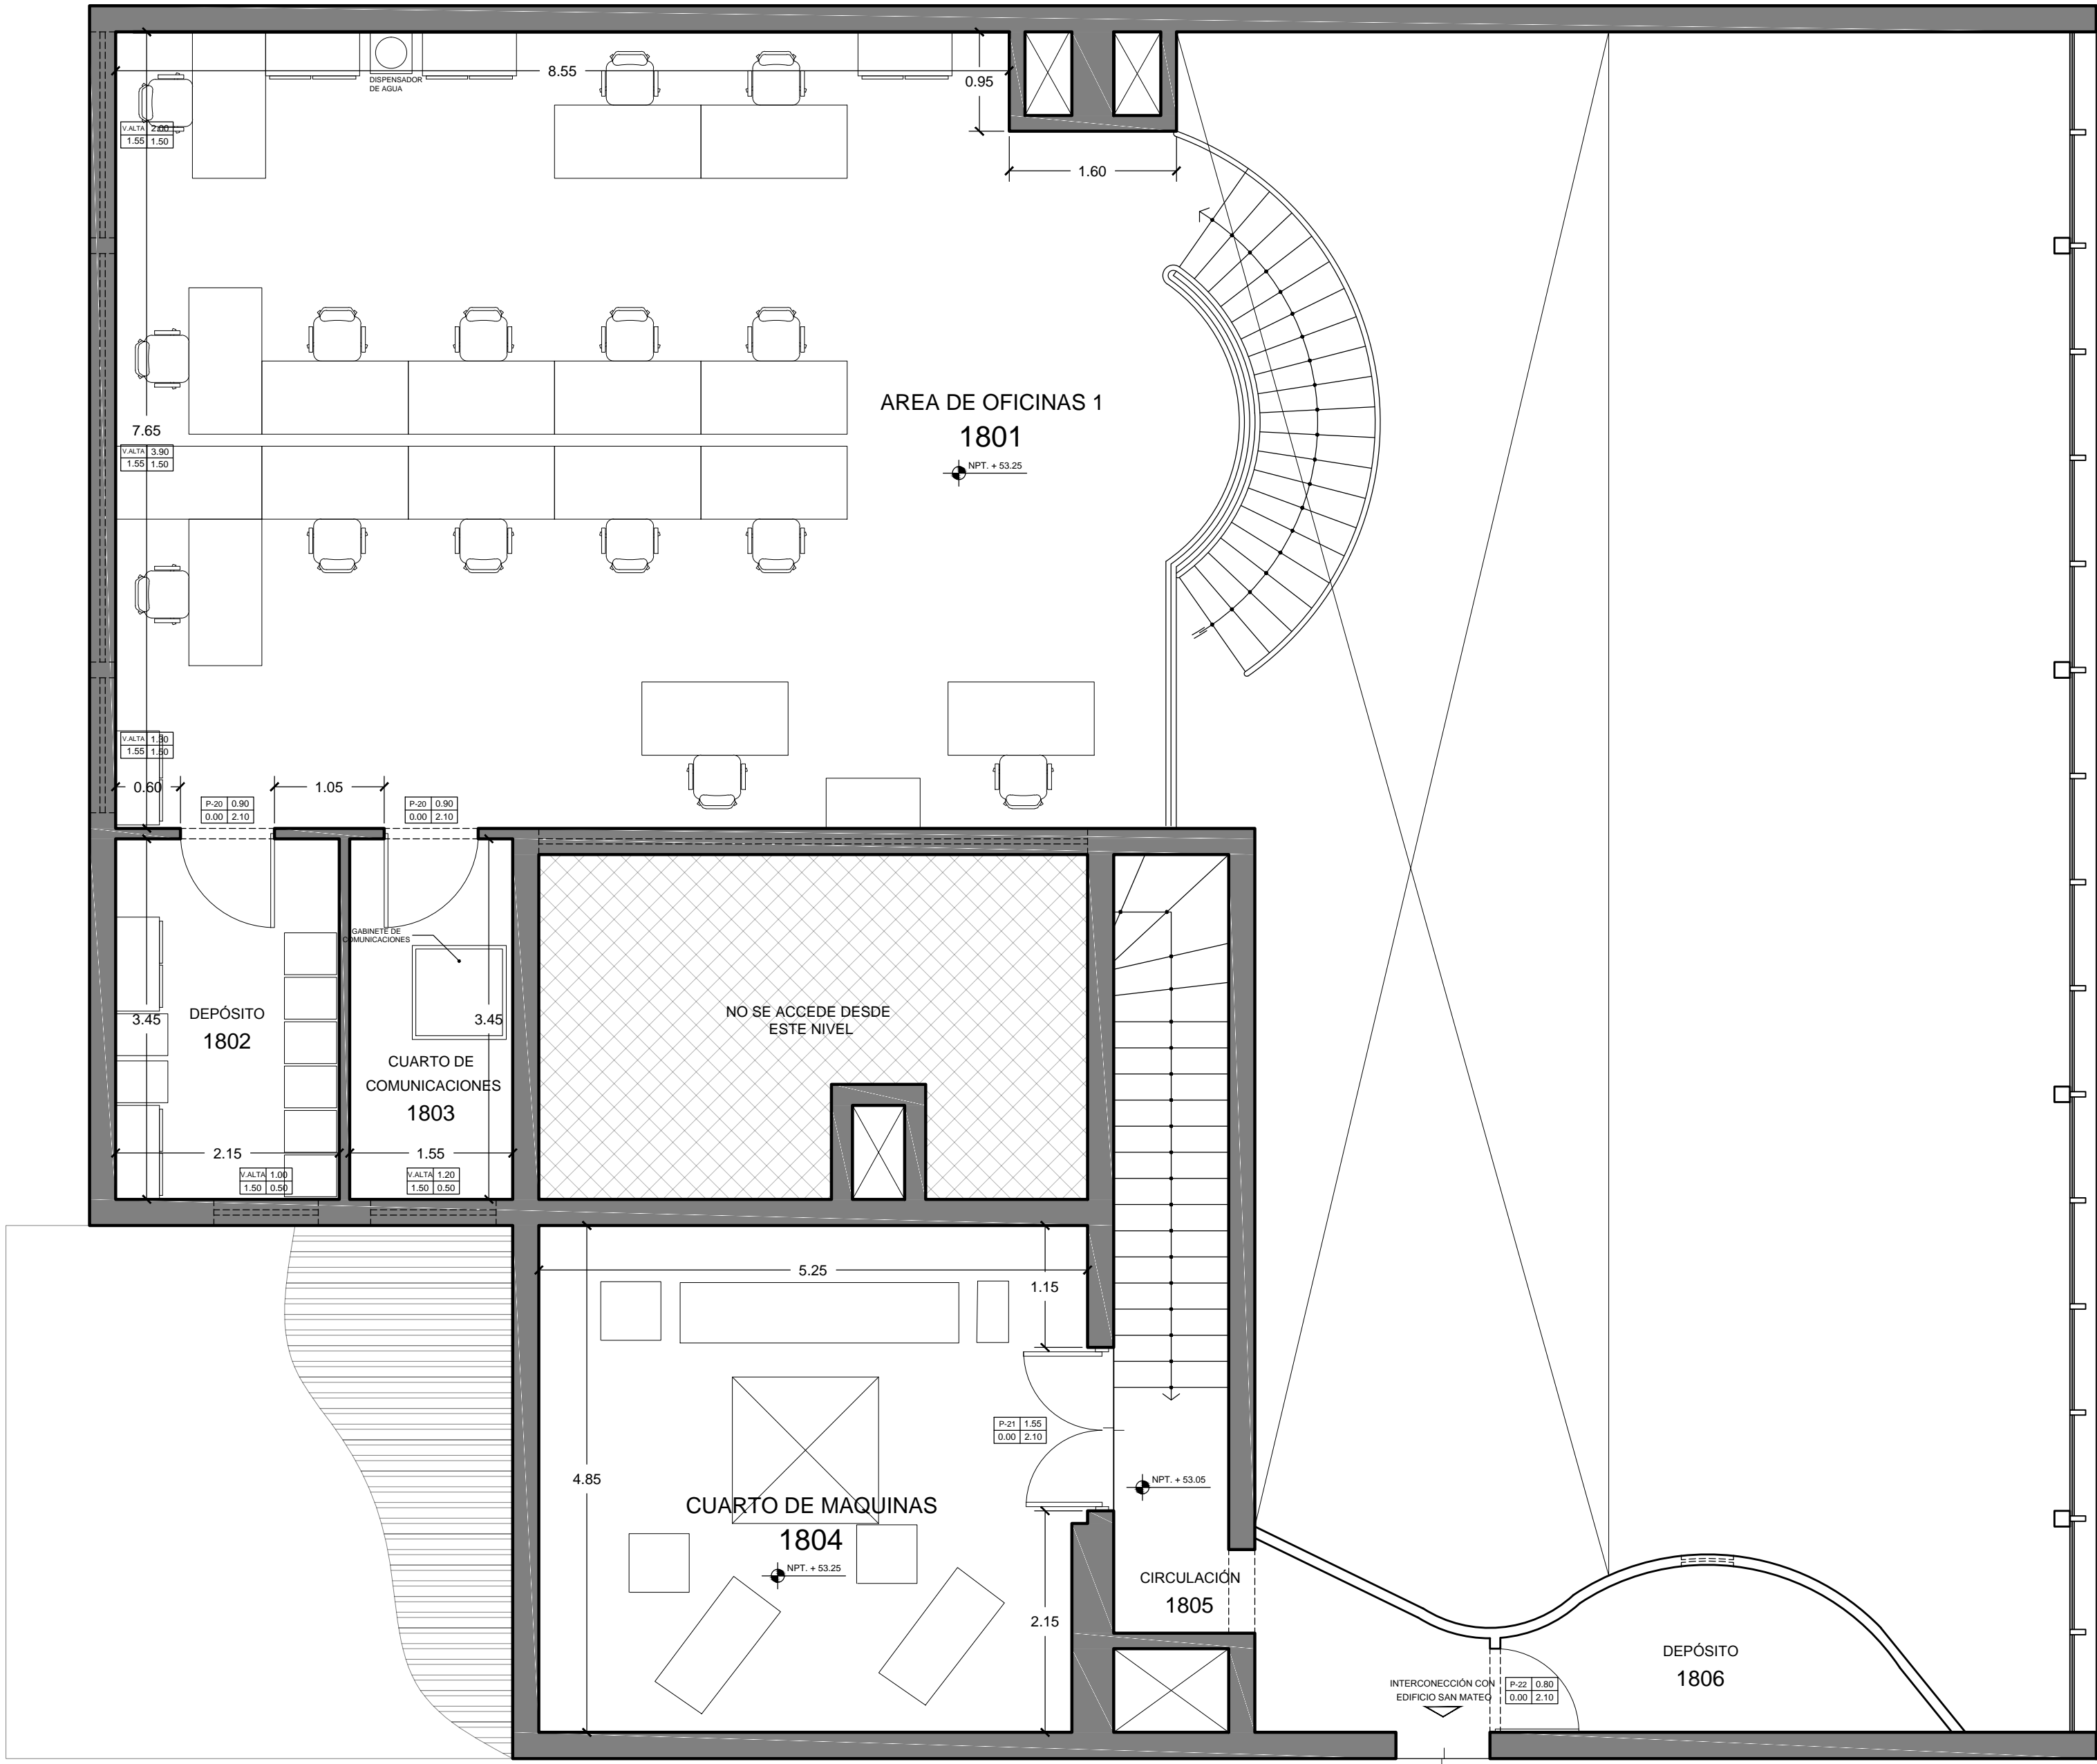 8.55
0.95
DISPENSADOR
DE AGUA
V.ALTA 2.00
1.55 1.50
1.60
AREA DE OFICINAS 1
1801
NPT. + 53.25
7.65
V.ALTA 3.90
1.55 1.50
V.ALTA 1.30
1.55 1.50
0.60
1.05
P-20 0.90
0.00 2.10
P-20 0.90
0.00 2.10
GABINETE DE
COMUNICACIONES
3.45
DEPÓSITO
1802
3.45
NO SE ACCEDE DESDE
ESTE NIVEL
CUARTO DE
COMUNICACIONES
1803
2.15
1.55
V.ALTA 1.00
1.50 0.50
V.ALTA 1.20
1.50 0.50
5.25
1.15
P-21 1.55
0.00 2.10
4.85
CUARTO DE MAQUINAS
1804
NPT. + 53.25
NPT. + 53.05
CIRCULACIÓN
1805
2.15
DEPÓSITO
1806
INTERCONECCIÓN CON
EDIFICIO SAN MATEO
P-22 0.80
0.00 2.10